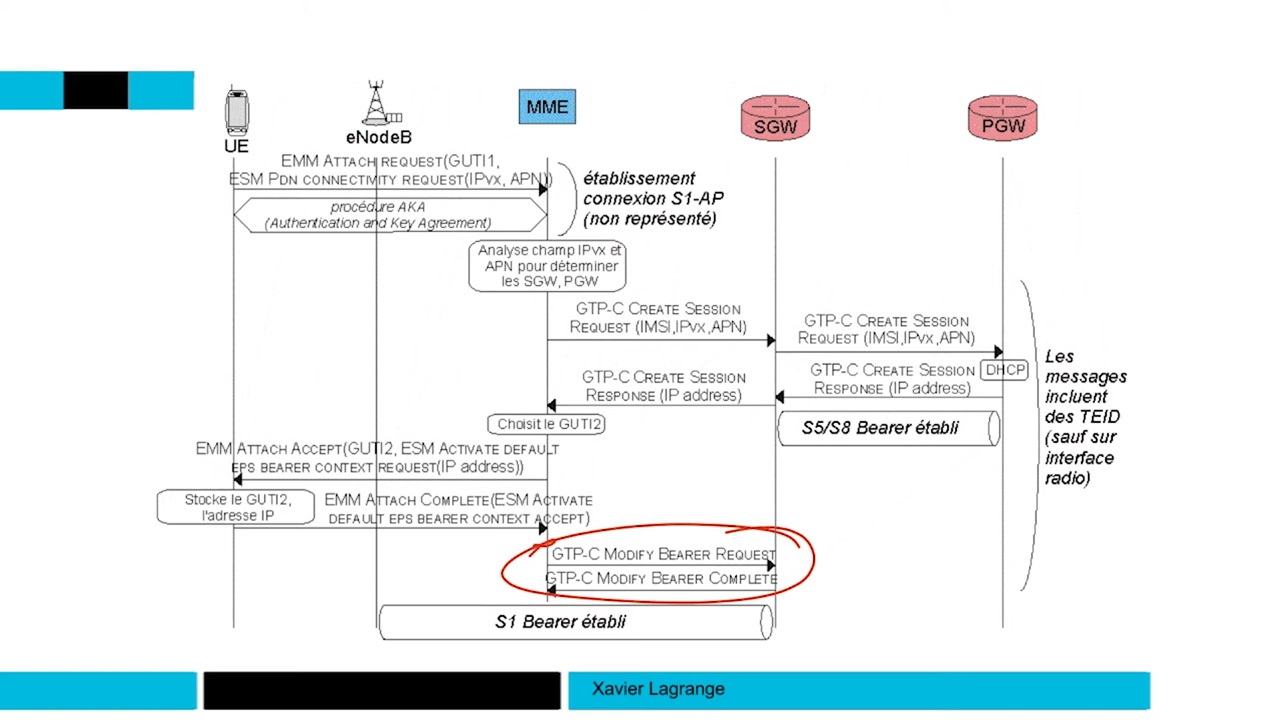 MME
SGW
PGW
UE
eNodeB
EMM ATTACH REQUEST(GUTI1,
ESM PDN CONNECTIVITY REQUEST(IPvx, APN))
établissement
connexion S1-AP
(non représenté)
procédure AKA
(Authentication and Key Agreement)
Analyse champ IPvx et
APN pour déterminer
les SGW, PGW
GTP-C CREATE SESSION
REQUEST (IMSI,IPvx,APN)
GTP-C CREATE SESSION
REQUEST (IMSI,IPvx,APN)
DHCP
GTP-C CREATE SESSION
RESPONSE (IP address)
GTP-C CREATE SESSION
RESPONSE (IP address)
Les
messages
incluent
des TEID
(sauf sur
interface
radio)
Choisit le GUTI2
S5/S8 Bearer établi
EMM ATTACH ACCEPT(GUTI2, ESM ACTIVATE DEFAULT
EPS BEARER CONTEXT REQUEST(IP address))
Stocke le GUTI2,
l'adresse IP
EMM ATTACH COMPLETE(ESM ACTIVATE
DEFAULT EPS BEARER CONTEXT ACCEPT)
GTP-C MODIFY BEARER REQUEST
GTP-C MODIFY BEARER COMPLETE
S1 Bearer établi
Xavier Lagrange